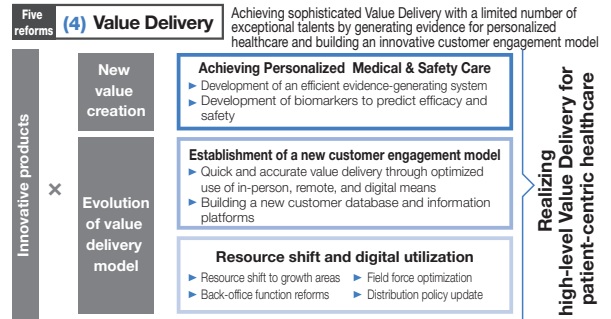 Five
reforms
(4) Value Delivery
Achieving sophisticated Value Delivery with a limited number of
exceptional talents by generating evidence for personalized
healthcare and building an innovative customer engagement model
Innovative products
×
New
value
creation
Achieving Personalized Medical & Safety Care
► Development of an efficient evidence-generating system
► Development of biomarkers to predict efficacy and
safety
Evolution
of value
delivery
model
Establishment of a new customer engagement model
► Quick and accurate value delivery through optimized
use of in-person, remote, and digital means
► Building a new customer database and information
platforms
Resource shift and digital utilization
► Resource shift to growth areas
► Field force optimization
► Back-office function reforms
► Distribution policy update
Realizing
high-level Value Delivery for
patient-centric healthcare